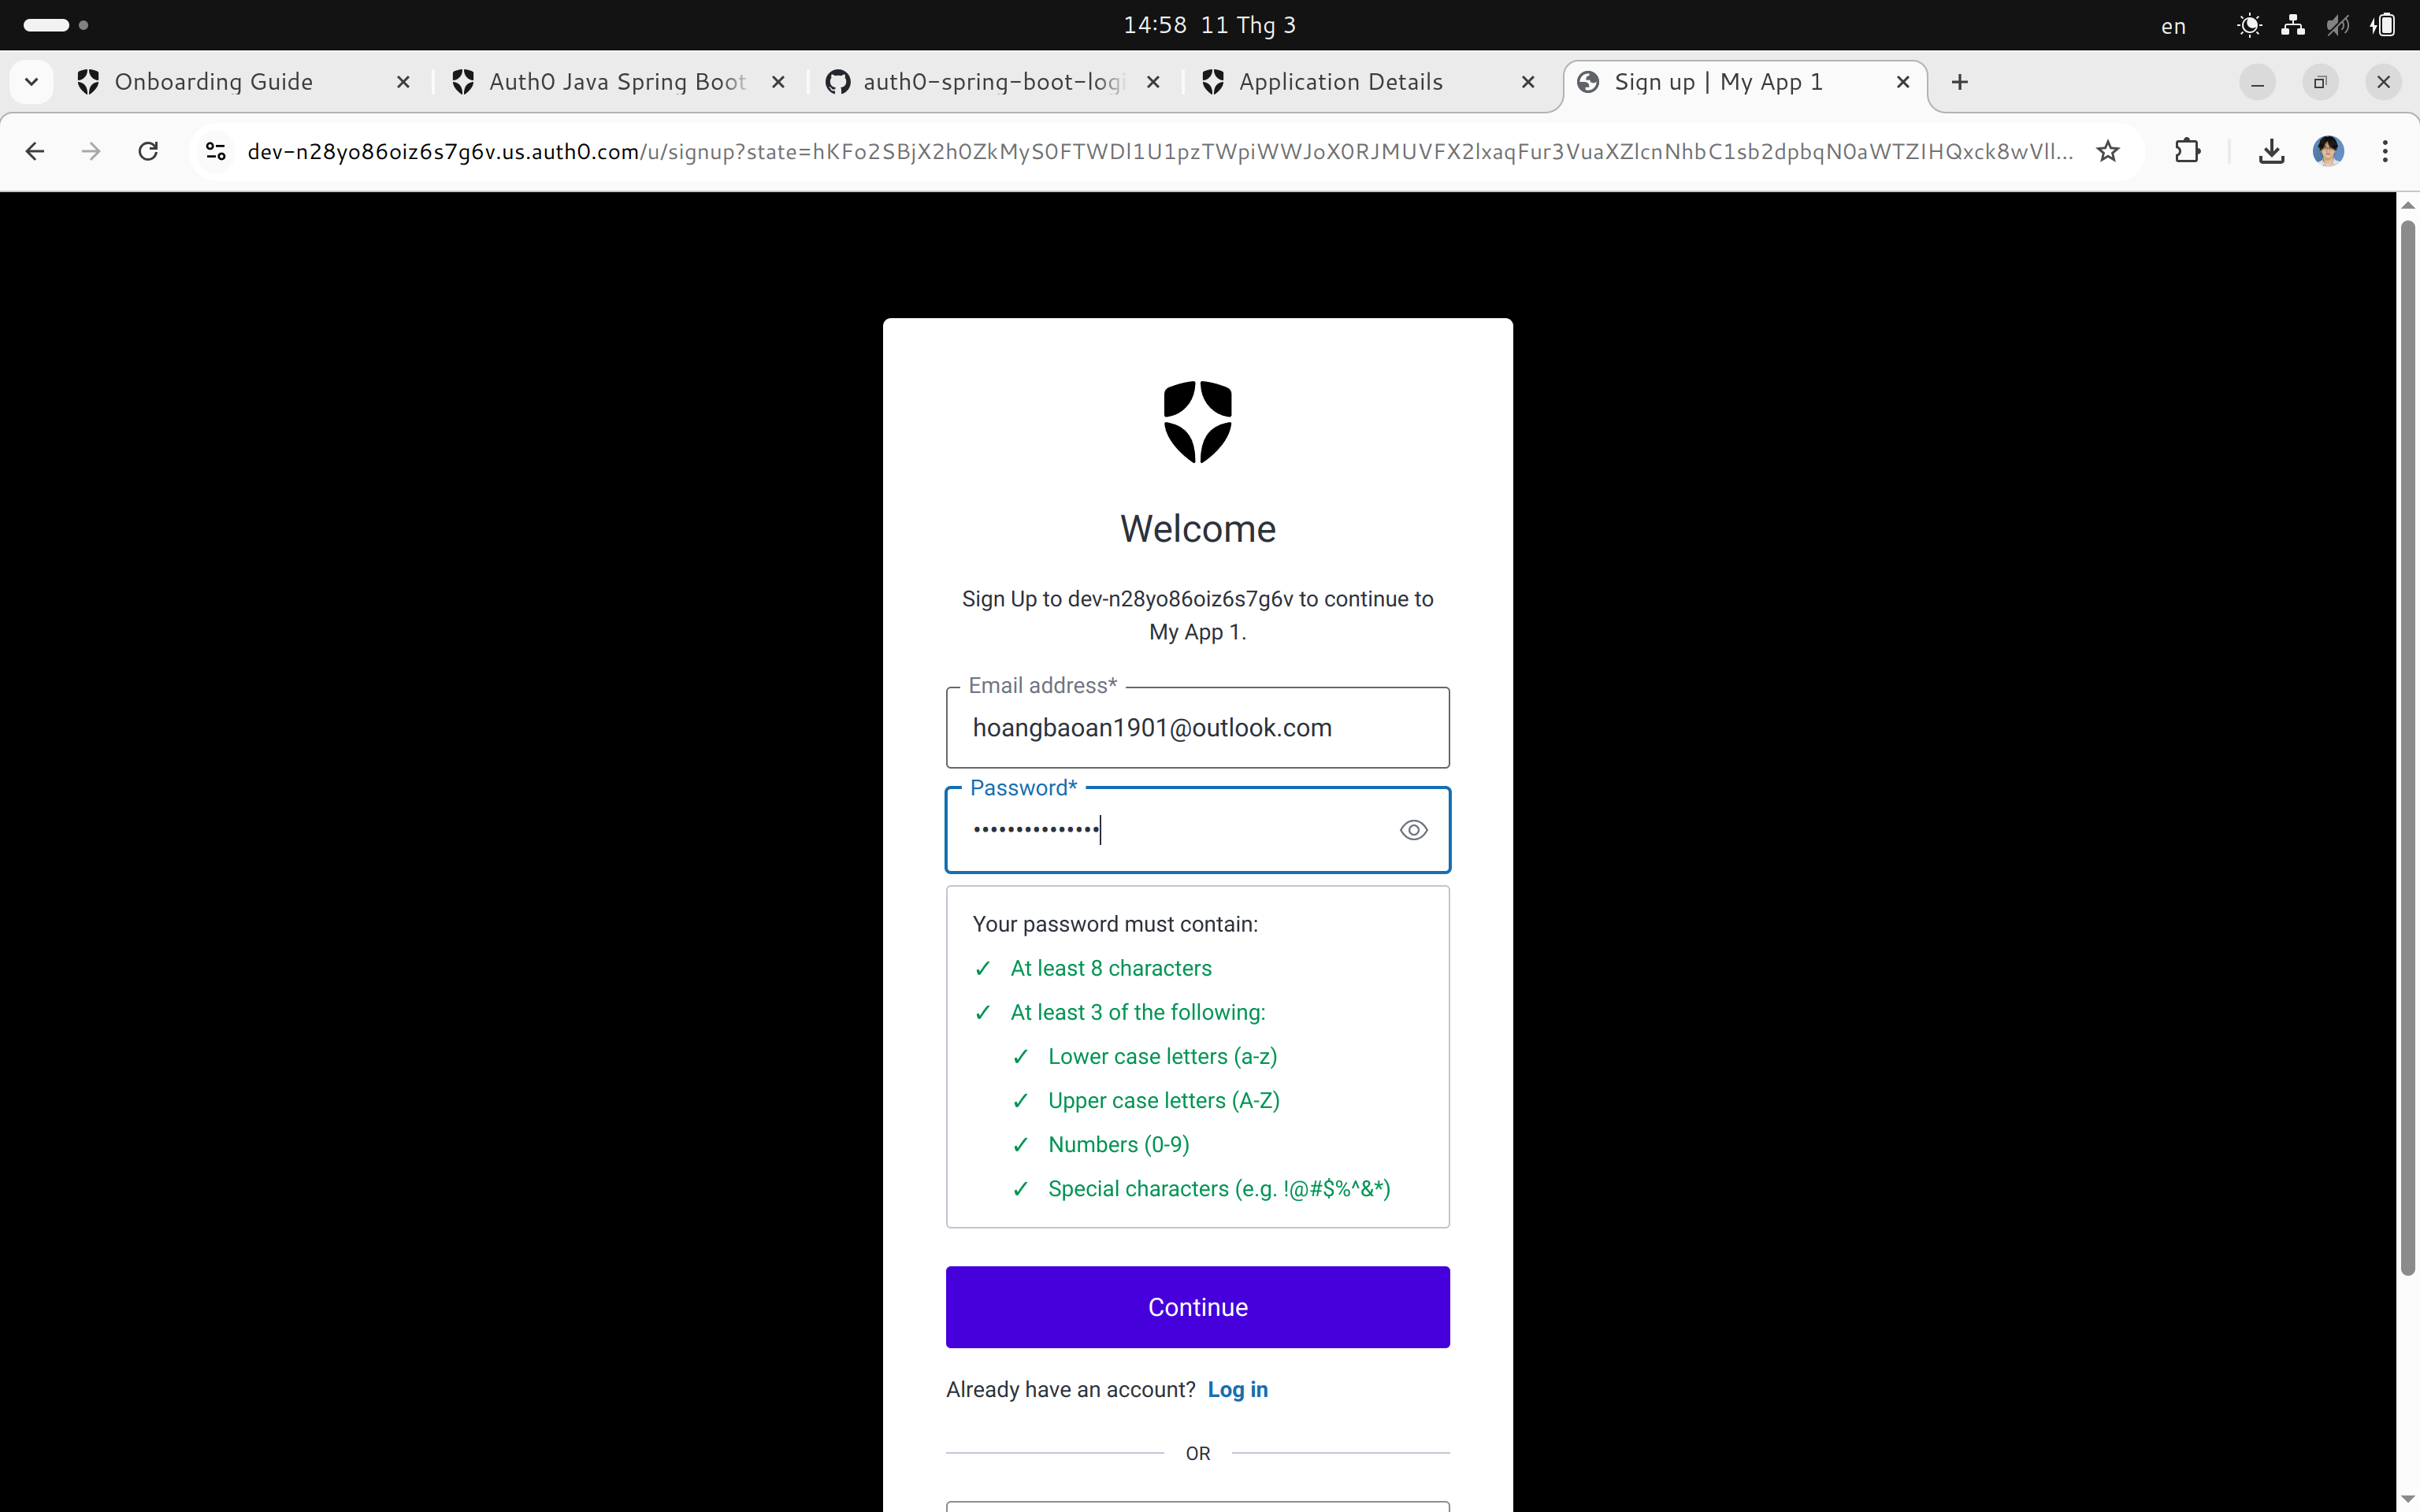 14:58 11 Thg 3
en
Onboarding Guide
Auth0 Java Spring Boot
auth0-spring-boot-logi
Application Details
Sign up | My App 1
dev-n28yo86oiz6s7g6v.us.auth0.com/u/signup?state=hKFo2SBjX2h0ZkMyS0FTWDl1U1pzTWpiWWJoX0RJMUVFX2lxaqFur3VuaXZlcnNhbC1sb2dpbqN0aWTZIHQxck8wVll...
Welcome
Sign Up to dev-n28yo86oiz6s7g6v to continue to
My App 1.
Email address*
hoangbaoan1901@outlook.com
Password*
•••••••••••••••
Your password must contain:
✓ At least 8 characters
✓ At least 3 of the following:
✓ Lower case letters (a-z)
✓ Upper case letters (A-Z)
✓ Numbers (0-9)
✓ Special characters (e.g. !@#$%^&*)
Continue
Already have an account? Log in
OR